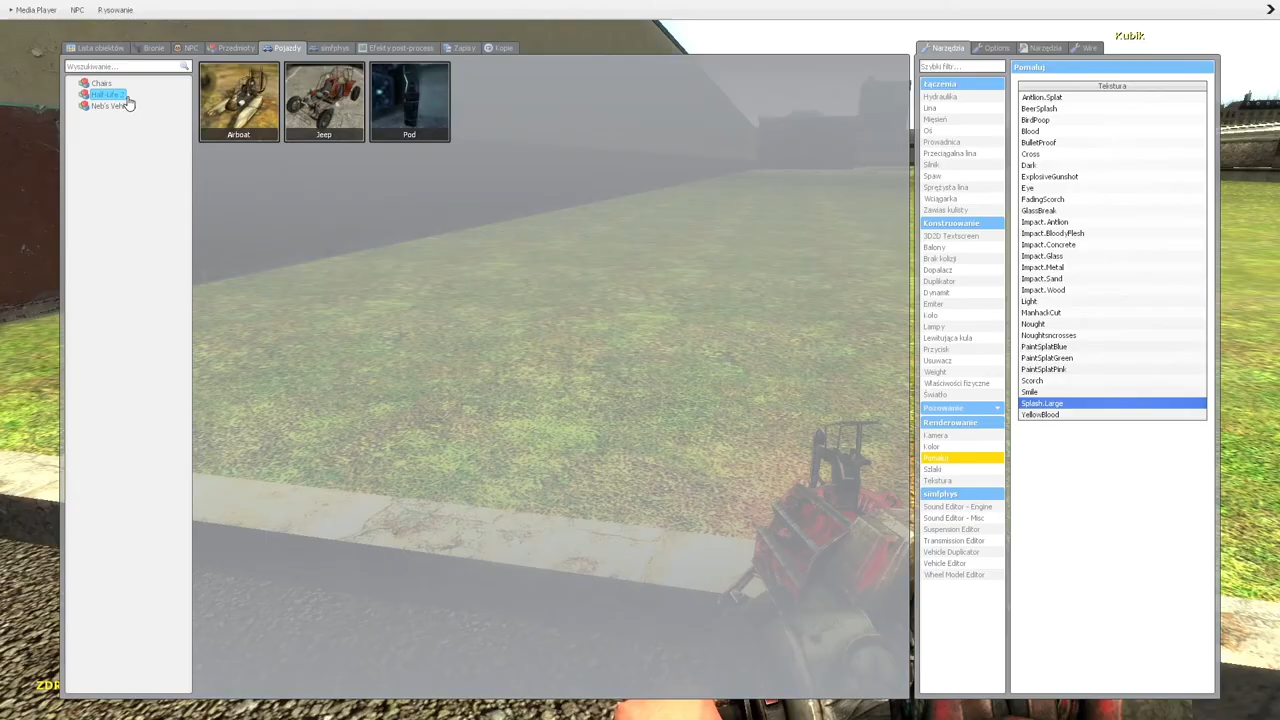 Media Player NPC Rysowanie
Kubik
Lista obiektów Bronie NPC Przedmioty Pojazdy simfphys Efekty post-process Zapisy Kopie
Wyszukiwanie...
Chairs
Half-Life 2
Neb's
Airboat Jeep Pod
Narzędzia Options Narzędzia Wire
Szybki filtr...
Łączenia
Hydraulika
Lina
Mięsień
Oś
Prowadnica
Przeciągalna lina
Silnik
Spaw
Sprężysta lina
Wciągarka
Zawias kulisty
Konstruowanie
3D2D Textscreen
Balony
Brak kolizji
Dopalacz
Duplikator
Dynamit
Emiter
Koło
Lampy
Lewitująca kula
Przycisk
Usuwacz
Weight
Właściwości fizyczne
Światło
Pozowanie
Renderowanie
Kamera
Kolor
Pomaluj
Szlaki
Tekstura
simfphys
Sound Editor - Engine
Sound Editor - Misc
Suspension Editor
Transmission Editor
Vehicle Duplicator
Vehicle Editor
Wheel Model Editor
Pomaluj
Tekstura
Antlion.Splat
BeerSplash
BirdPoop
Blood
BulletProof
Cross
Dark
ExplosiveGunshot
Eye
FadingScorch
GlassBreak
Impact.Antlion
Impact.BloodyFlesh
Impact.Concrete
Impact.Glass
Impact.Metal
Impact.Sand
Impact.Wood
Light
ManhackCut
Nought
Noughtsncrosses
PaintSplatBlue
PaintSplatGreen
PaintSplatPink
Scorch
Smile
Splash.Large
YellowBlood